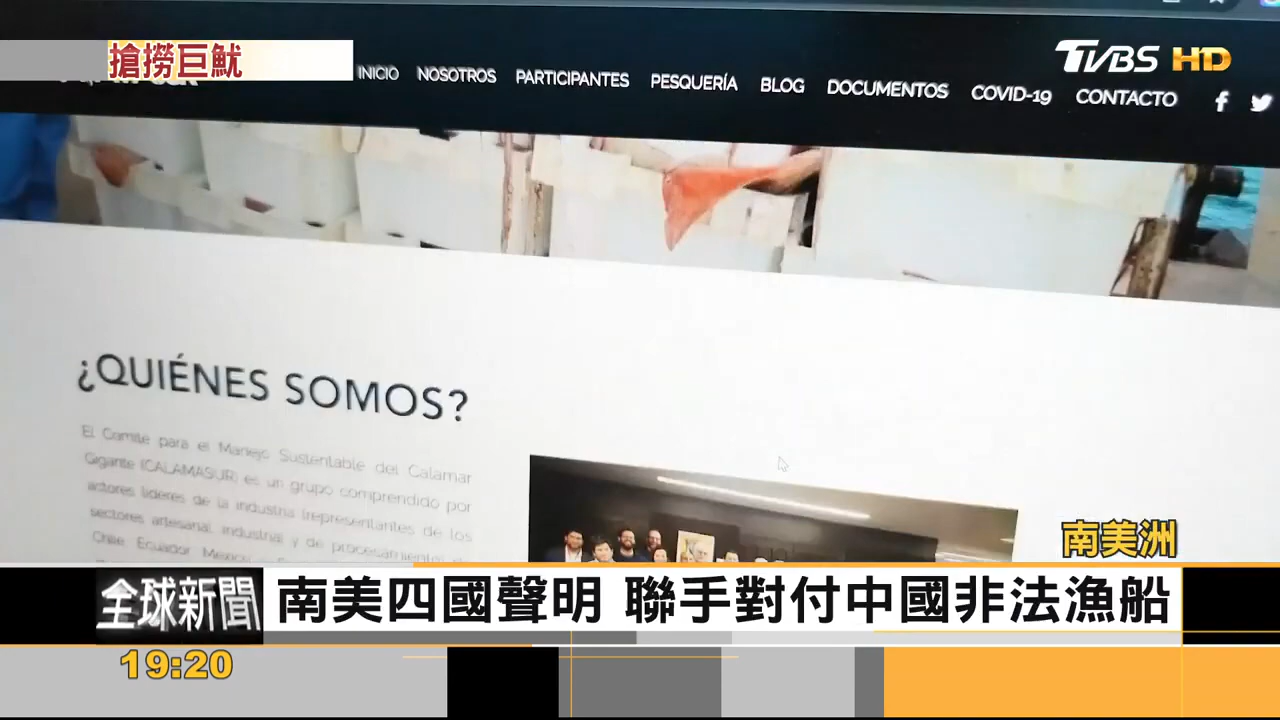 搶撈巨魷
TVBS HD
INICIO NOSOTROS PARTICIPANTES PESQUERÍA BLOG DOCUMENTOS COVID-19 CONTACTO
¿QUIÉNES SOMOS?
El Comité para el Manejo Sustentable del Calamar
Gigante (CALAMASUR) es un grupo comprendido por
actores líderes de la industria (representantes de los
sectores artesanal, industrial y de procesamiento)
Chile, Ecuador, México
南美洲
全球新聞
南美四國聲明 聯手對付中國非法漁船
19:20